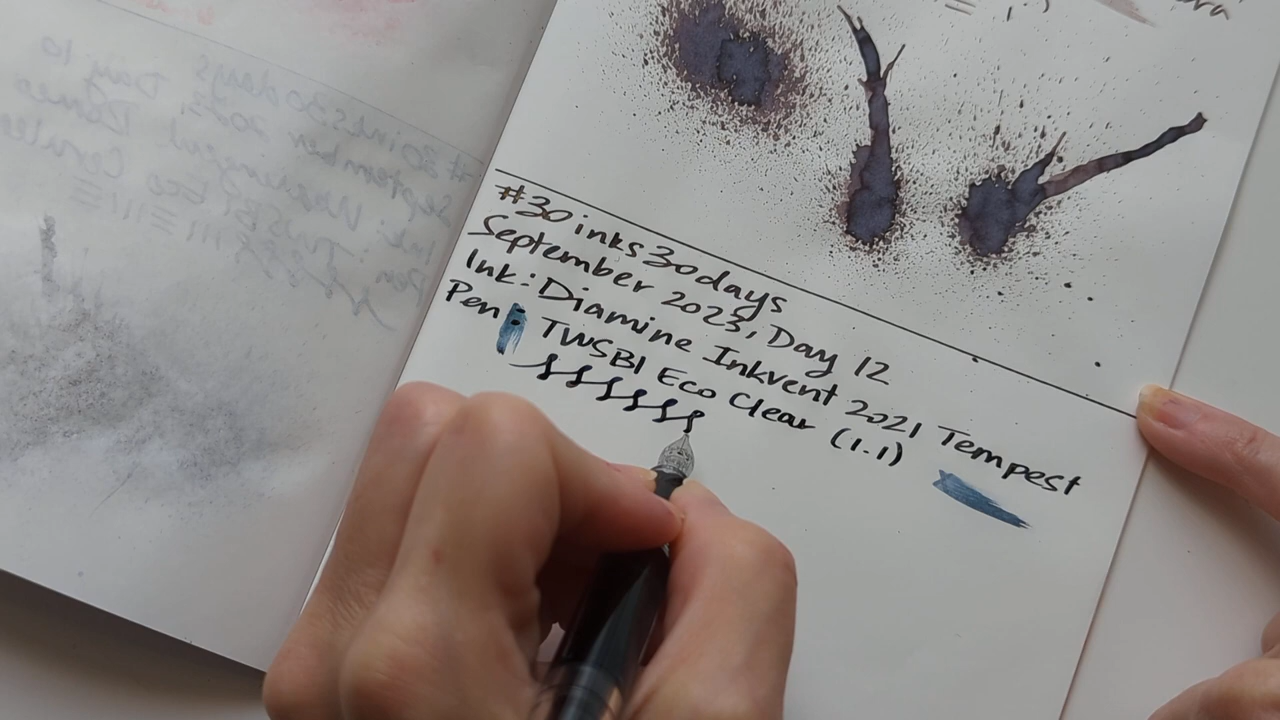 #30inks30days
September 2023, Day 12
Ink: Diamine Inkvent 2021 Tempest
Pen: TWSBI Eco Clear (1.1)